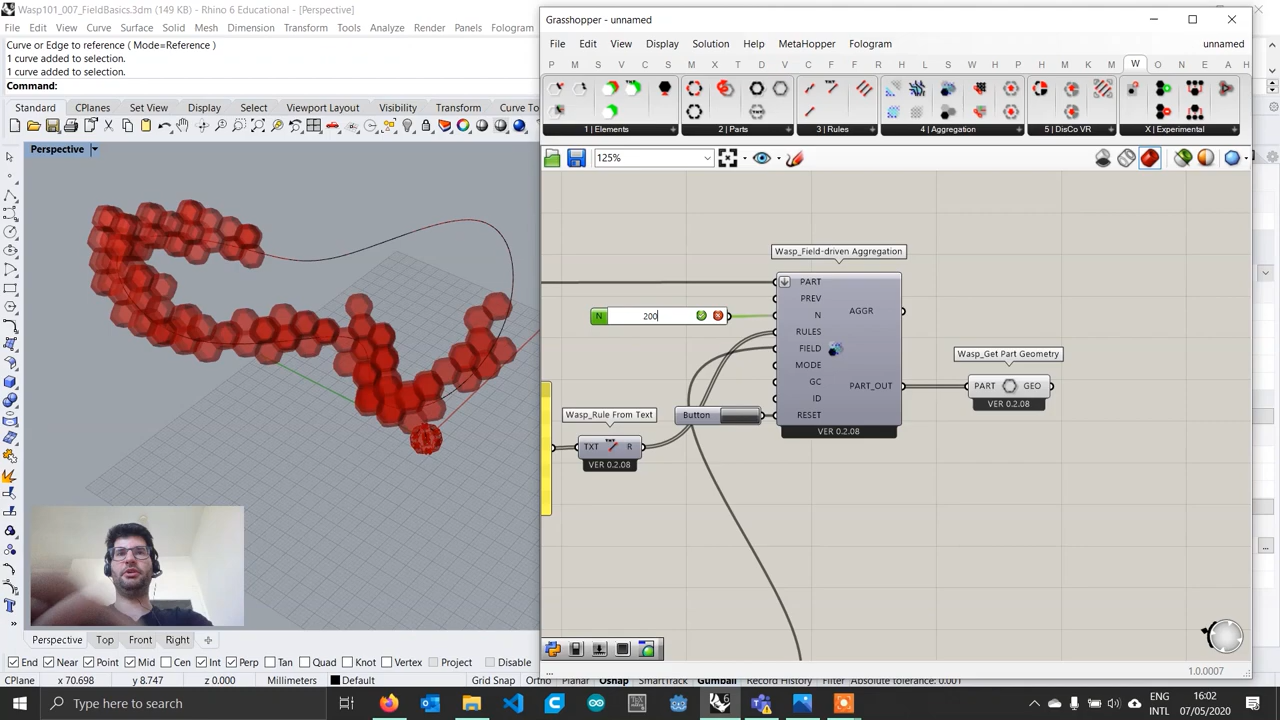 Wasp101_007_FieldBasics.3dm (149 KB) - Rhino 6 Educational - [Perspective]
File Edit View Curve Surface Solid Mesh Dimension Transform Tools Analyze Render Panels Fologram
Curve or Edge to reference ( Mode=Reference )
1 curve added to selection.
1 curve added to selection.
Command:
Standard CPlanes Set View Display Select Viewport Layout Visibility Transform Curve To
Perspective
Grasshopper - unnamed
File Edit View Display Solution Help MetaHopper Fologram unnamed
P M S V C S M X T D V C R K A H L S W H M K M W O E A H
1 | Elements
2 | Parts
3 | Rules
4 | Aggregation
5 | DisCo VR
X | Experimental
125%
Wasp_Field-driven Aggregation
PART
PREV
N
RULES
FIELD
MODE
GC
ID
RESET
AGGR
PART_OUT
VER 0.2.08
N 200
Button
Wasp_Rule From Text
TXT R
VER 0.2.08
Wasp_Get Part Geometry
PART GEO
VER 0.2.08
...
1.0.0007
Perspective Top Front Right
End Near Point Mid Cen Int Perp Tan Quad Knot Vertex Project Disable
CPlane x 70.698 y 8.747 z 0.000 Millimeters Default Grid Snap Ortho Planar Osnap SmartTrack Gumball Record History Filter Absolute tolerance: 0.001
Type here to search
ENG
INTL
16:02
07/05/2020